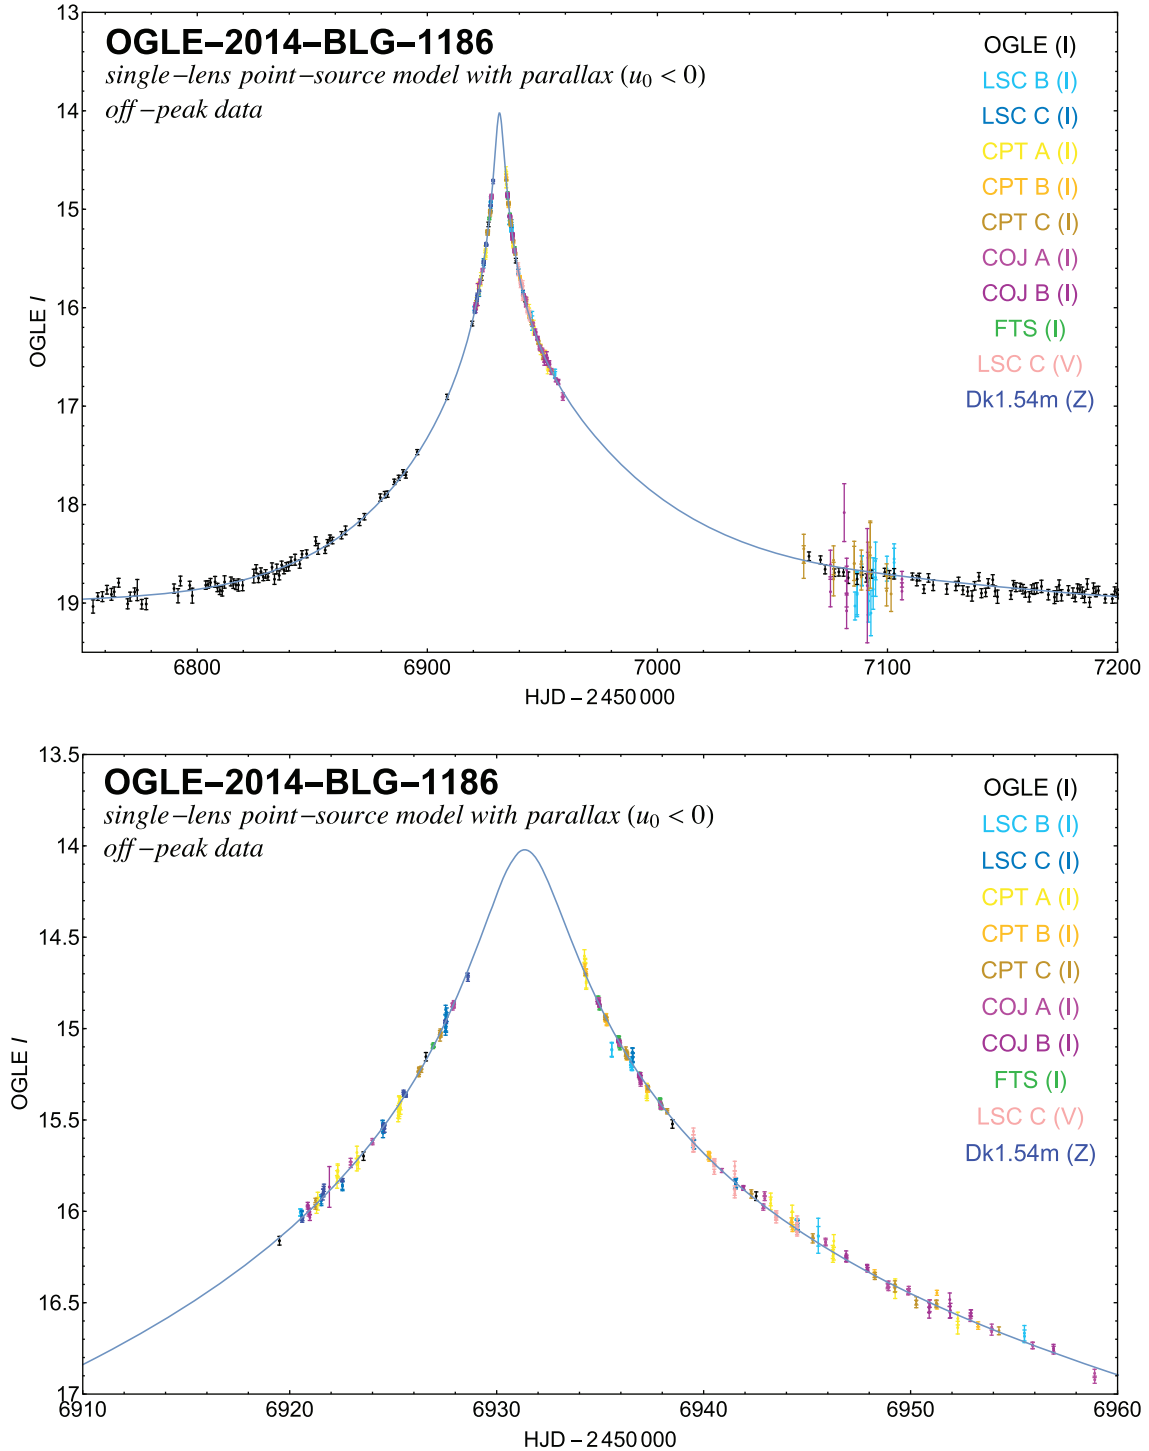 OGLE–2014–BLG–1186
single–lens point–source model with parallax (u0 < 0)
off–peak data
OGLE (I)
LSC B (I)
LSC C (I)
CPT A (I)
CPT B (I)
CPT C (I)
COJ A (I)
COJ B (I)
FTS (I)
LSC C (V)
Dk1.54m (Z)
13
14
15
16
17
18
19
OGLE I
6800
6900
7000
7100
7200
HJD – 2 450 000
OGLE–2014–BLG–1186
single–lens point–source model with parallax (u0 < 0)
off–peak data
OGLE (I)
LSC B (I)
LSC C (I)
CPT A (I)
CPT B (I)
CPT C (I)
COJ A (I)
COJ B (I)
FTS (I)
LSC C (V)
Dk1.54m (Z)
13.5
14
14.5
15
15.5
16
16.5
17
OGLE I
6910
6920
6930
6940
6950
6960
HJD – 2 450 000